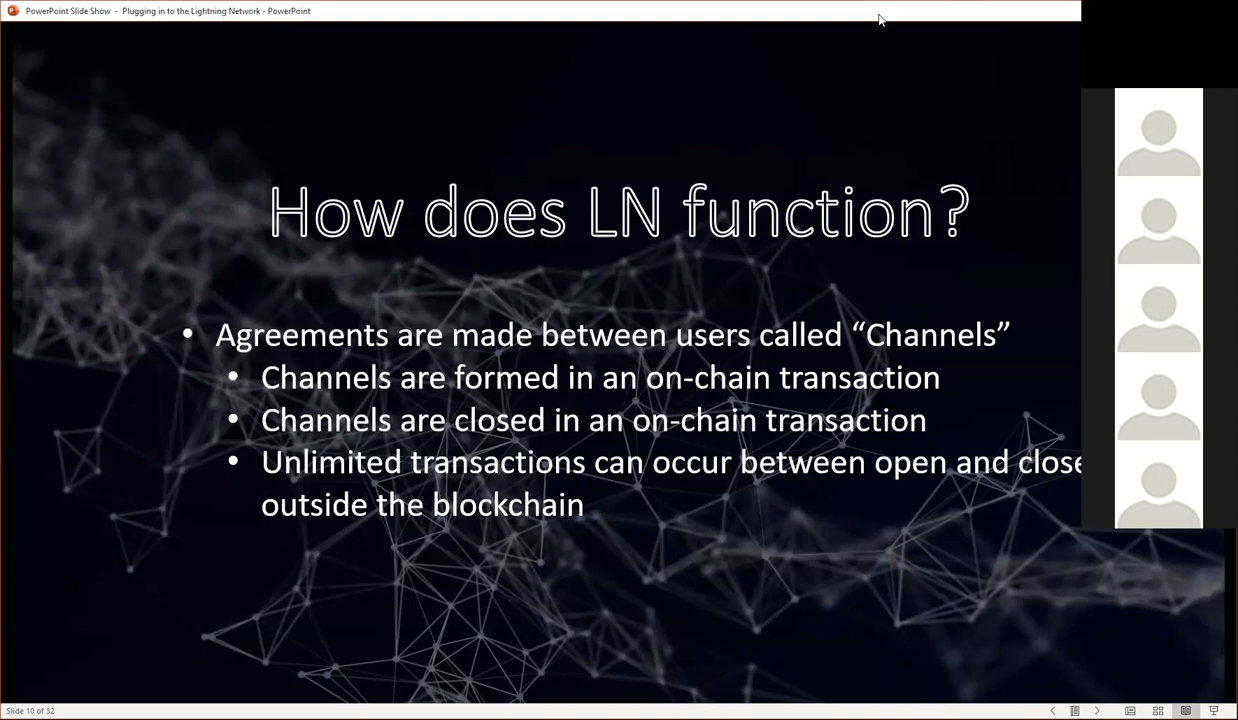 PowerPoint Slide Show - Plugging in to the Lightning Network - PowerPoint
How does LN function?
• Agreements are made between users called “Channels”
• Channels are formed in an on-chain transaction
• Channels are closed in an on-chain transaction
• Unlimited transactions can occur between open and close
outside the blockchain
Slide 10 of 32